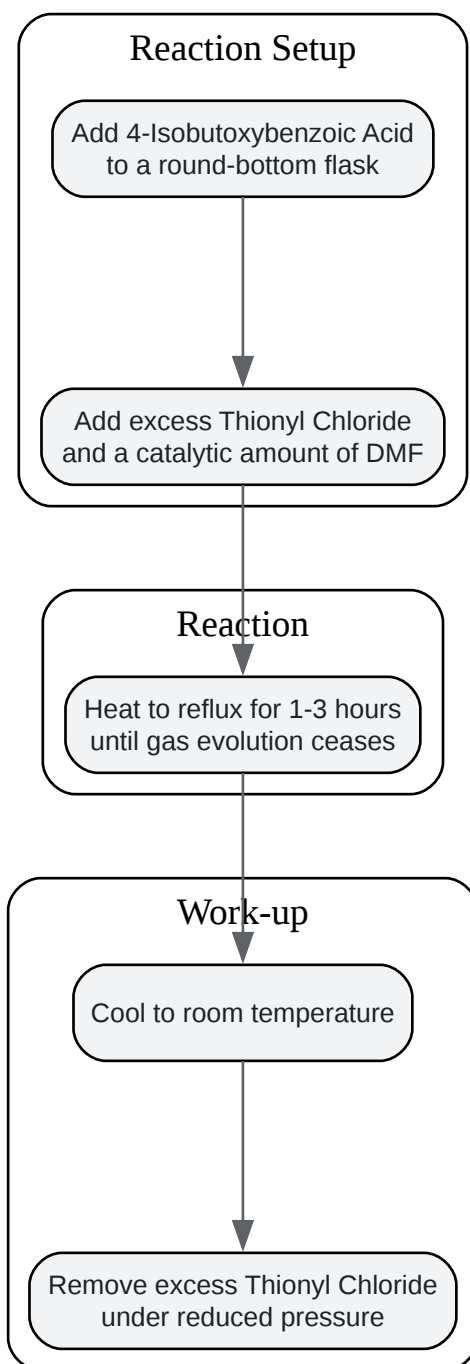 Reaction Setup
Add 4-Isobutoxybenzoic Acid
to a round-bottom flask
Add excess Thionyl Chloride
and a catalytic amount of DMF
Reaction
Heat to reflux for 1-3 hours
until gas evolution ceases
Work-up
Cool to room temperature
Remove excess Thionyl Chloride
under reduced pressure